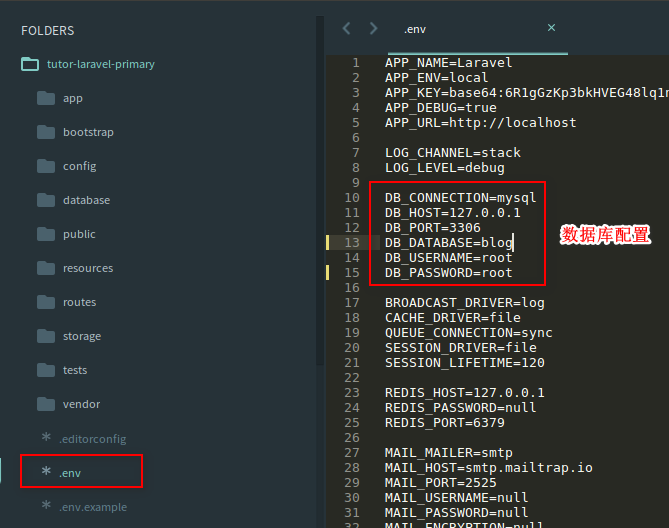 FOLDERS
tutor-laravel-primary
app
bootstrap
config
database
public
resources
routes
storage
tests
vendor
* .editorconfig
* .env
* .env.example
.env ×
1 APP_NAME=Laravel
2 APP_ENV=local
3 APP_KEY=base64:6R1gGzKp3bkHVEG48lq1
4 APP_DEBUG=true
5 APP_URL=http://localhost
6
7 LOG_CHANNEL=stack
8 LOG_LEVEL=debug
9
10 DB_CONNECTION=mysql
11 DB_HOST=127.0.0.1
12 DB_PORT=3306
13 DB_DATABASE=blog
14 DB_USERNAME=root
15 DB_PASSWORD=root
数据库配置
16
17 BROADCAST_DRIVER=log
18 CACHE_DRIVER=file
19 QUEUE_CONNECTION=sync
20 SESSION_DRIVER=file
21 SESSION_LIFETIME=120
22
23 REDIS_HOST=127.0.0.1
24 REDIS_PASSWORD=null
25 REDIS_PORT=6379
26
27 MAIL_MAILER=smtp
28 MAIL_HOST=smtp.mailtrap.io
29 MAIL_PORT=2525
30 MAIL_USERNAME=null
31 MAIL_PASSWORD=null
32 MAIL_ENCRYPTION=null